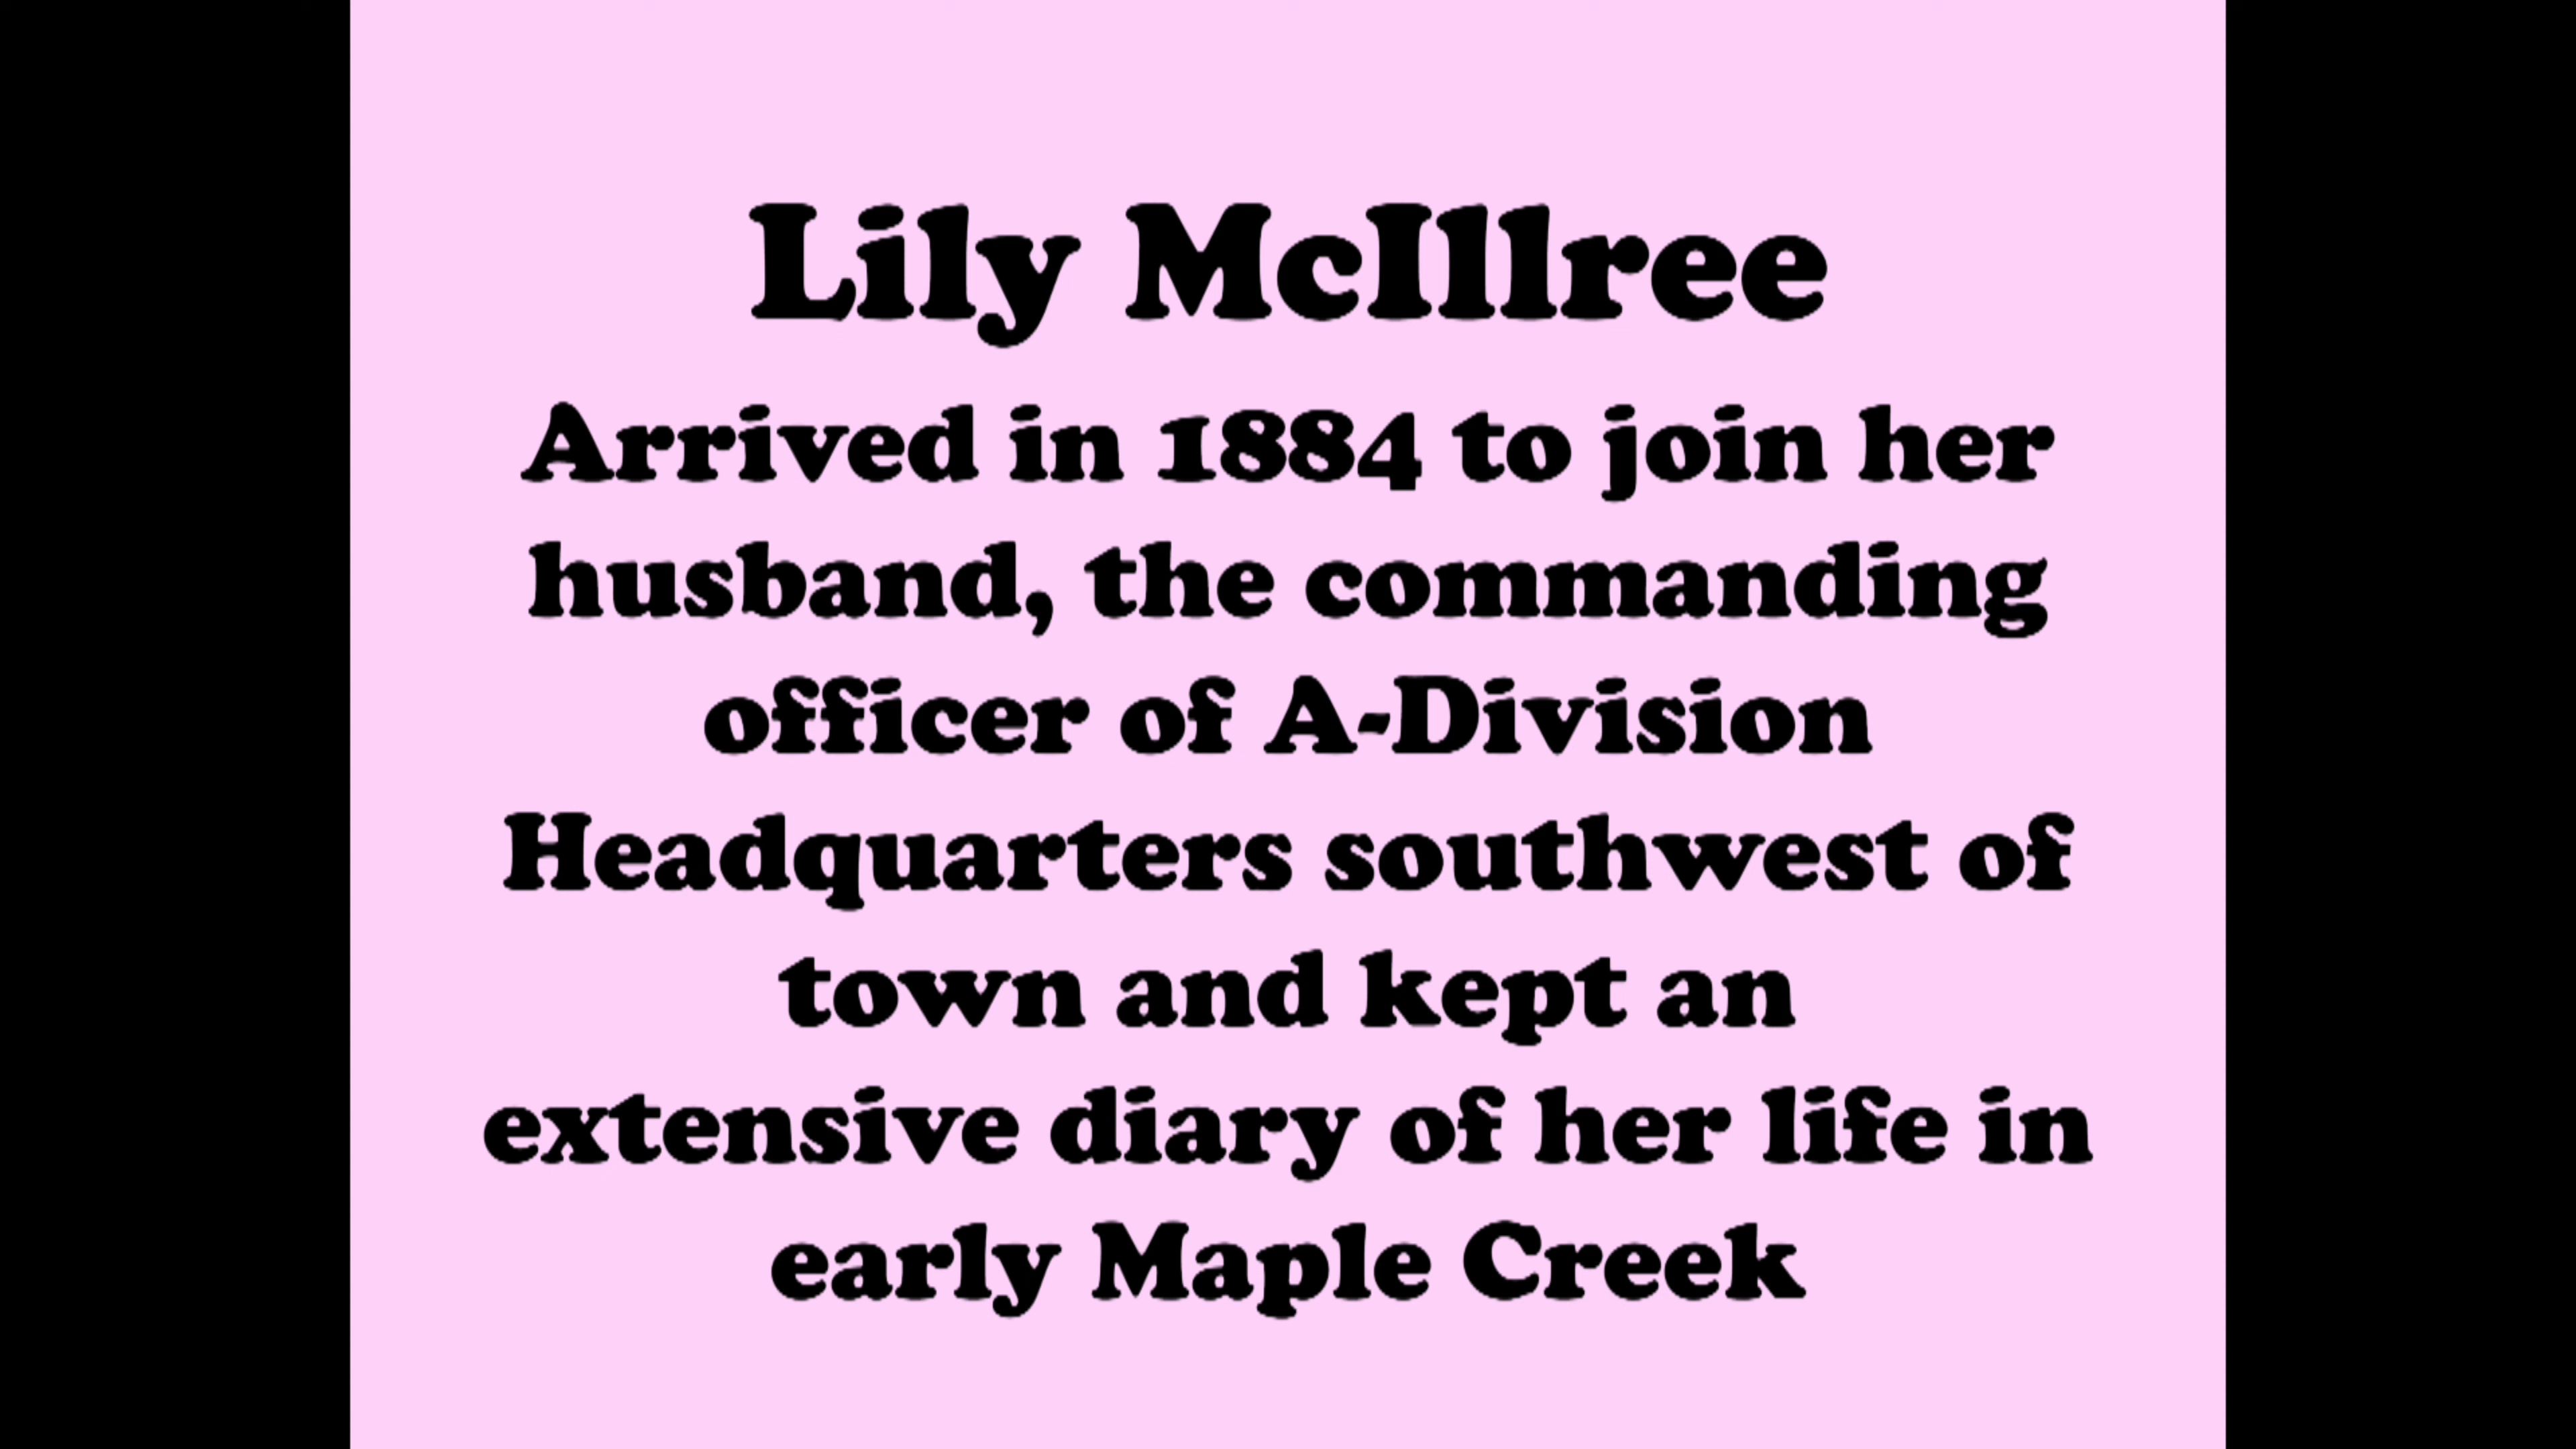 Lily McIllree
Arrived in 1884 to join her
husband, the commanding
officer of A-Division
Headquarters southwest of
town and kept an
extensive diary of her life in
early Maple Creek